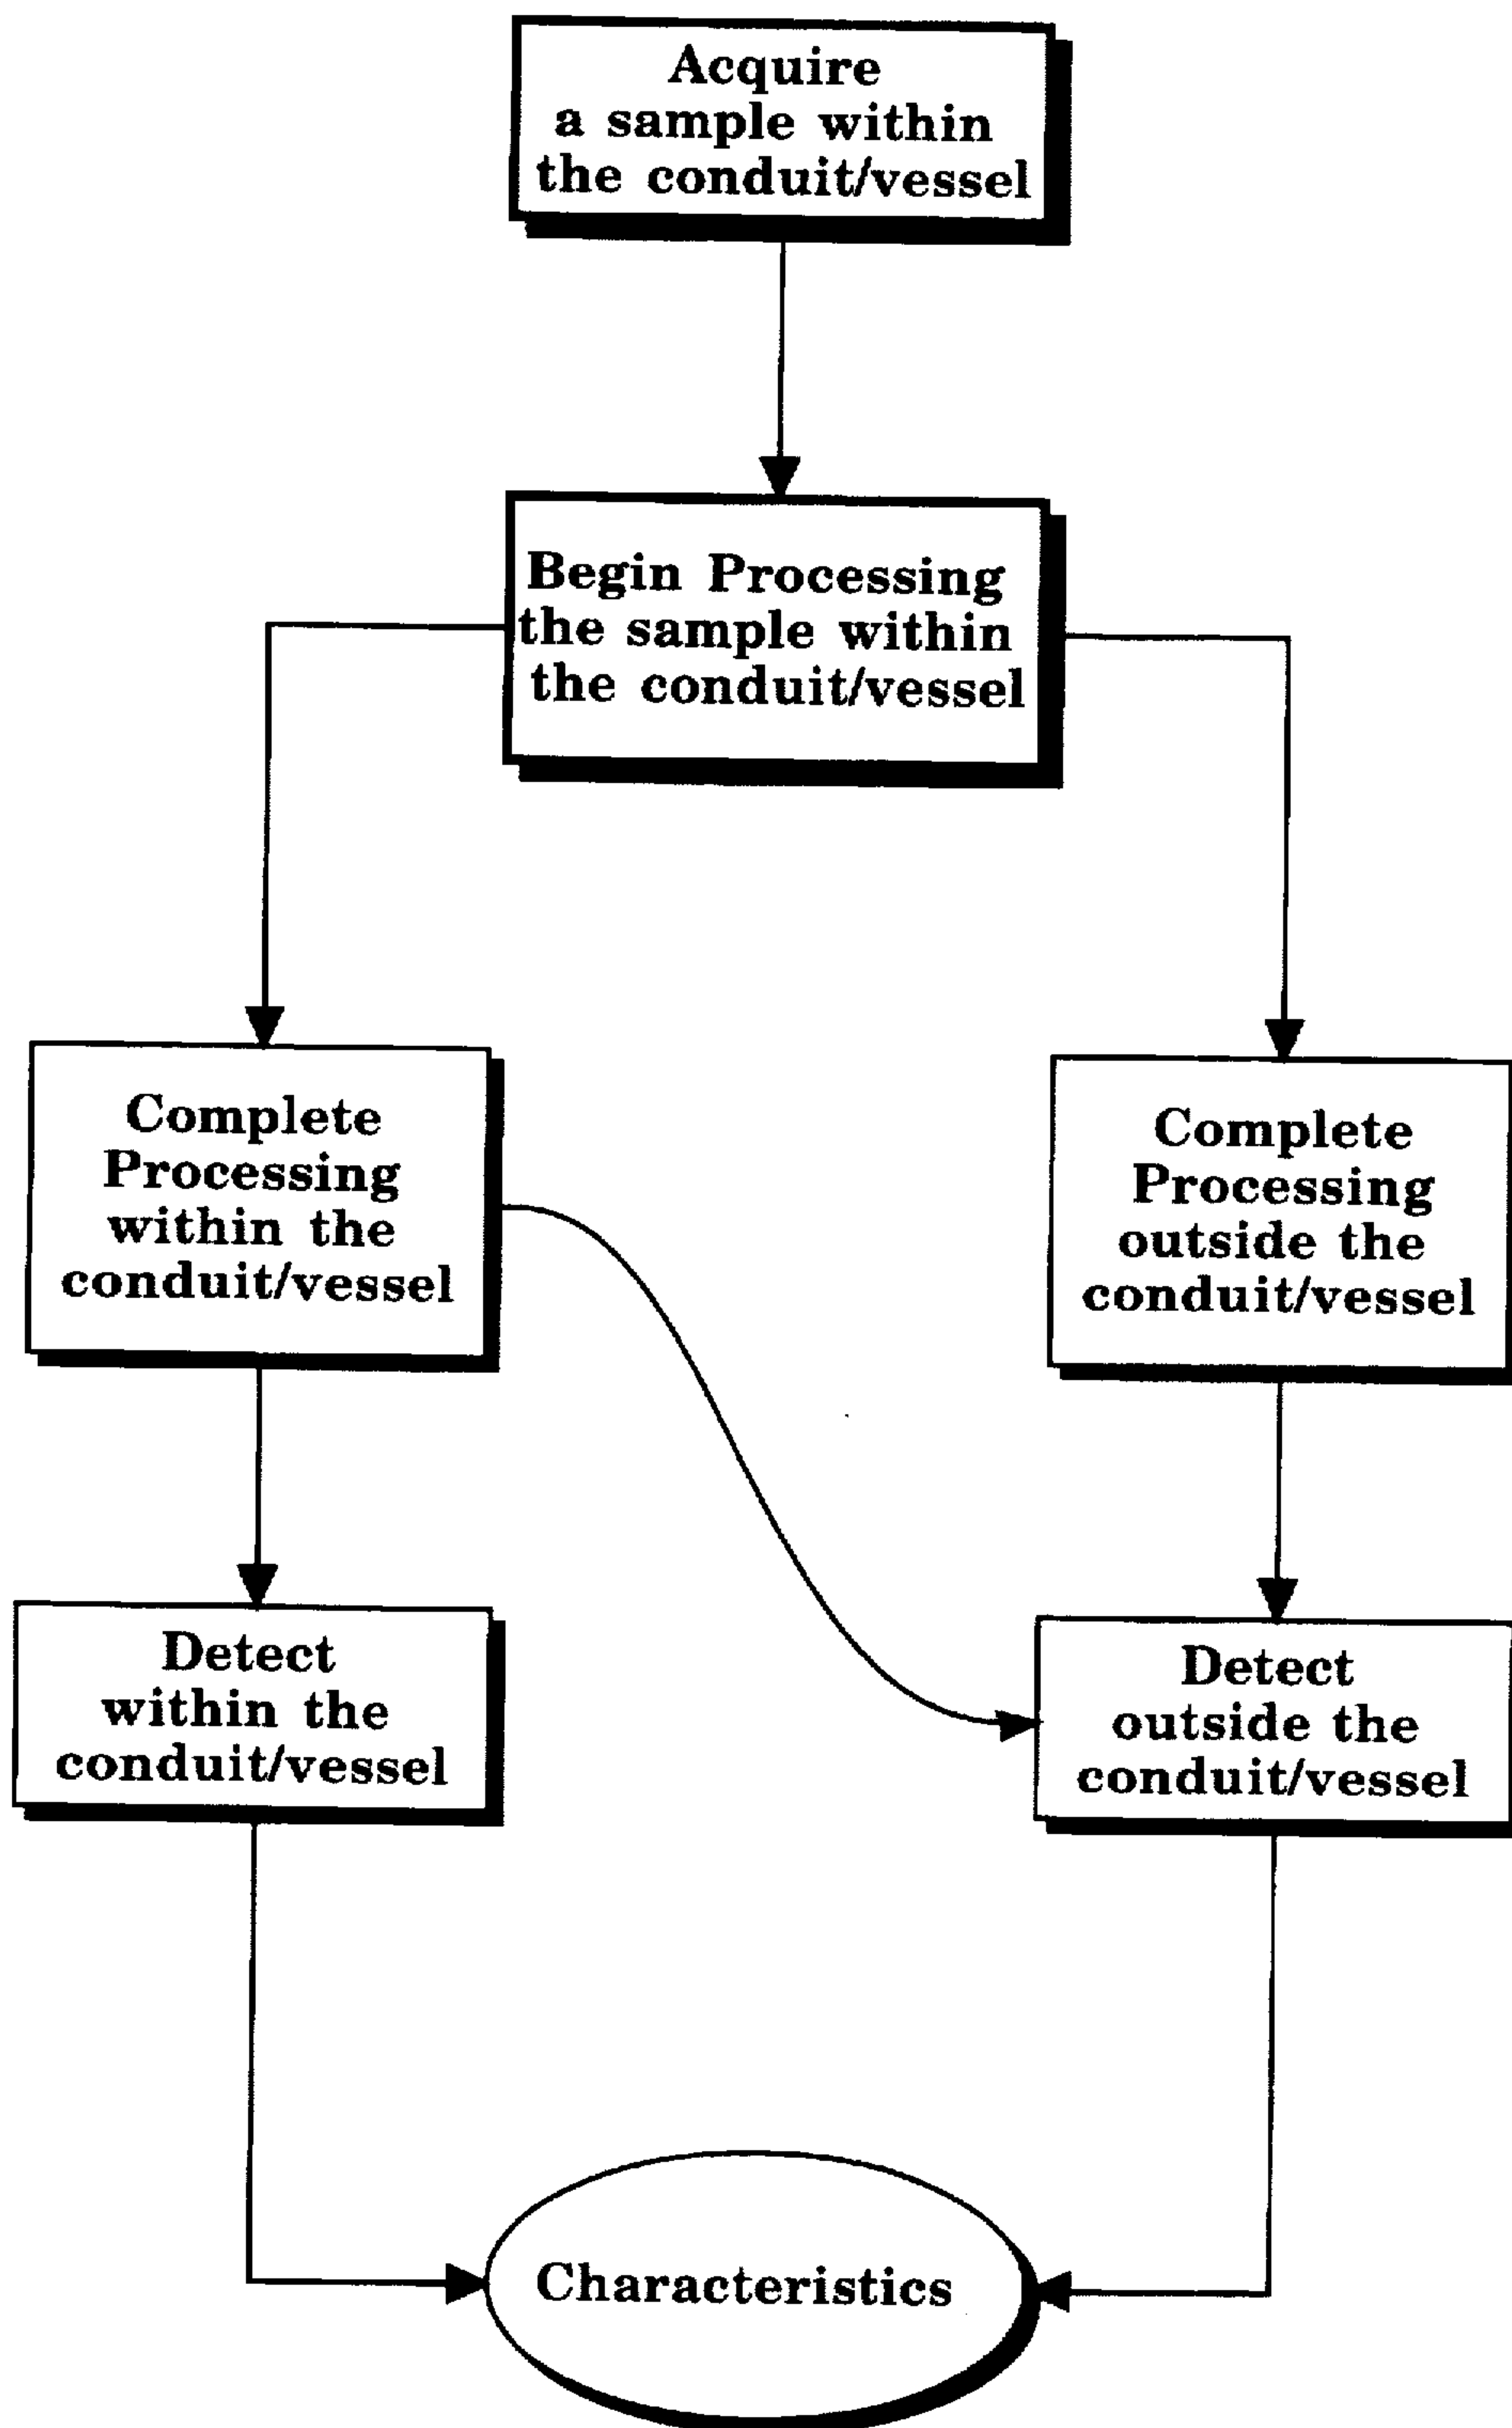 Acquire
a sample within
the conduit/vessel
Begin Processing
the sample within
the conduit/vessel
Complete
Processing
within the
conduit/vessel
Complete
Processing
outside the
conduit/vessel
Detect
within the
conduit/vessel
Detect
outside the
conduit/vessel
Characteristics